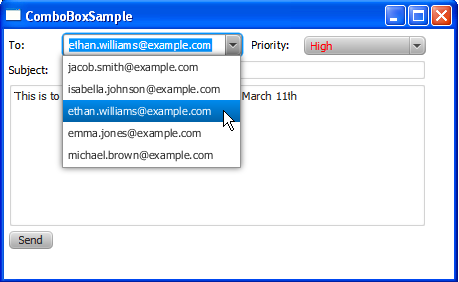 ComboBoxSample
To: ethan.williams@example.com Priority: High
Subject:
jacob.smith@example.com
isabella.johnson@example.com
ethan.williams@example.com
emma.jones@example.com
michael.brown@example.com
This is to March 11th
Send